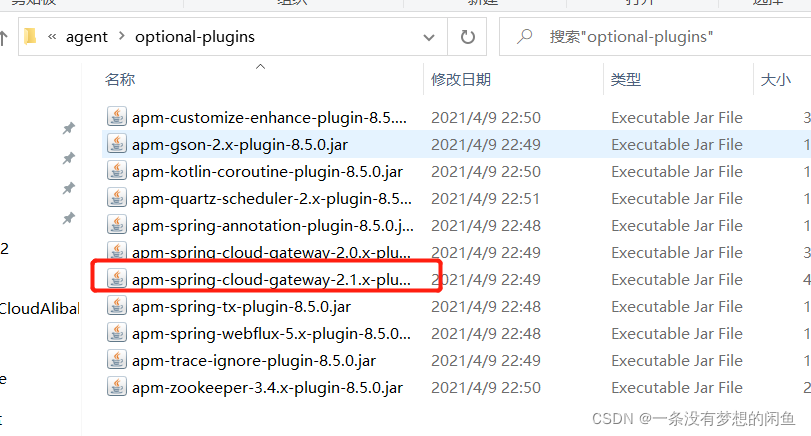 agent > optional-plugins
搜索"optional-plugins"
名称 修改日期 类型 大小
apm-customize-enhance-plugin-8.5.... 2021/4/9 22:50 Executable Jar File 3
apm-gson-2.x-plugin-8.5.0.jar 2021/4/9 22:49 Executable Jar File 1
apm-kotlin-coroutine-plugin-8.5.0.jar 2021/4/9 22:50 Executable Jar File 1
apm-quartz-scheduler-2.x-plugin-8.5... 2021/4/9 22:51 Executable Jar File 1
apm-spring-annotation-plugin-8.5.0.j... 2021/4/9 22:48 Executable Jar File 1
2 apm-spring-cloud-gateway-2.0.x-plu... 2021/4/9 22:49 Executable Jar File 3
apm-spring-cloud-gateway-2.1.x-plu... 2021/4/9 22:49 Executable Jar File 4
CloudAlibal apm-spring-tx-plugin-8.5.0.jar 2021/4/9 22:48 Executable Jar File 1
apm-spring-webflux-5.x-plugin-8.5.0... 2021/4/9 22:48 Executable Jar File 1
apm-trace-ignore-plugin-8.5.0.jar 2021/4/9 22:49 Executable Jar File 1
e apm-zookeeper-3.4.x-plugin-8.5.0.jar 2021/4/9 22:50 Executable Jar File 2
CSDN @一条没有梦想的闲鱼